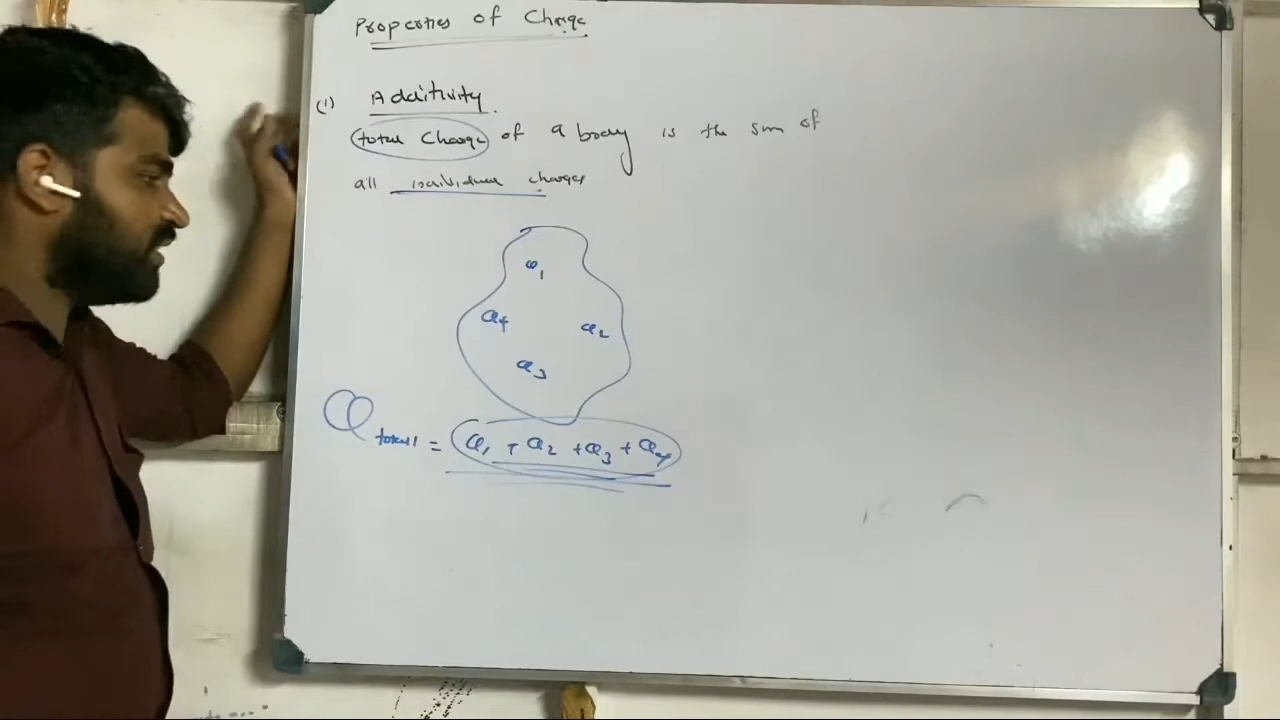 Properties of Charge
(1) Additivity
total Charge of a body is the sum of
all individual charges
Q1
Q4 Q2
Q3
Q total = Q1 + Q2 + Q3 + Q4